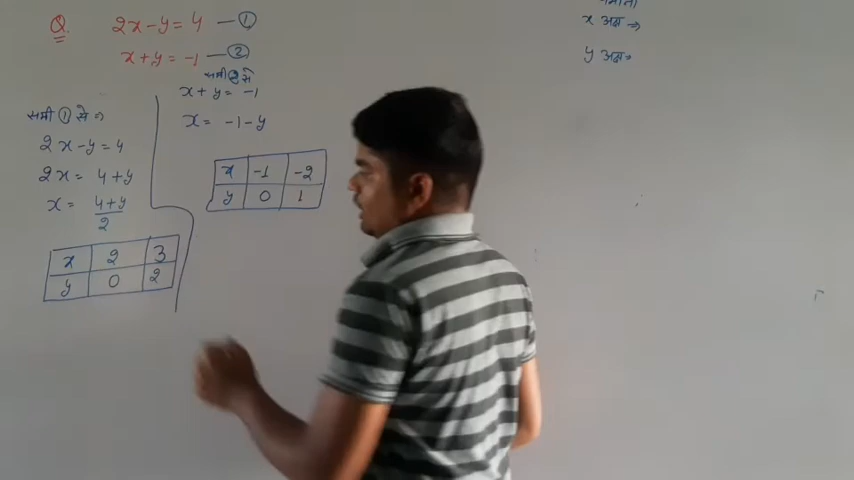 Q. 2x-y= 4 —①
x+y= -1 —②
समी ① से ⇒
2x-y= 4
2x= 4+y
x= 4+y
2
x 2 3
y 0 2
समी ② से
x+y= -1
x= -1-y
x -1 -2
y 0 1
x अक्ष ⇒
y अक्ष ⇒